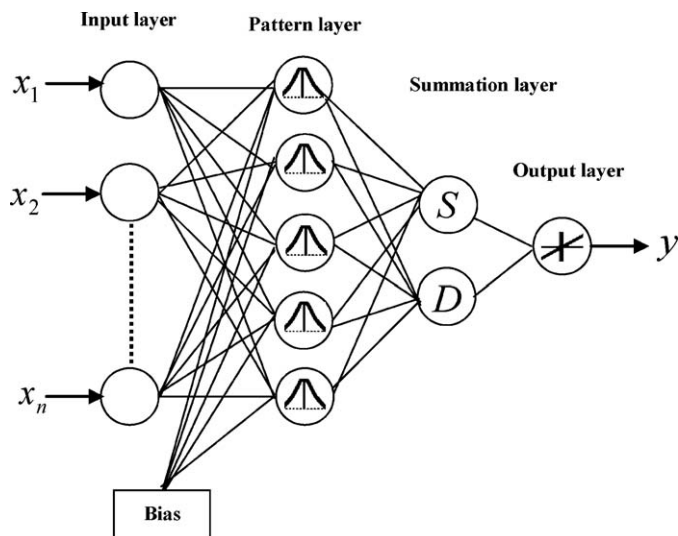 Input layer
Pattern layer
Summation layer
Output layer
x1
x2
xn
S
D
y
Bias